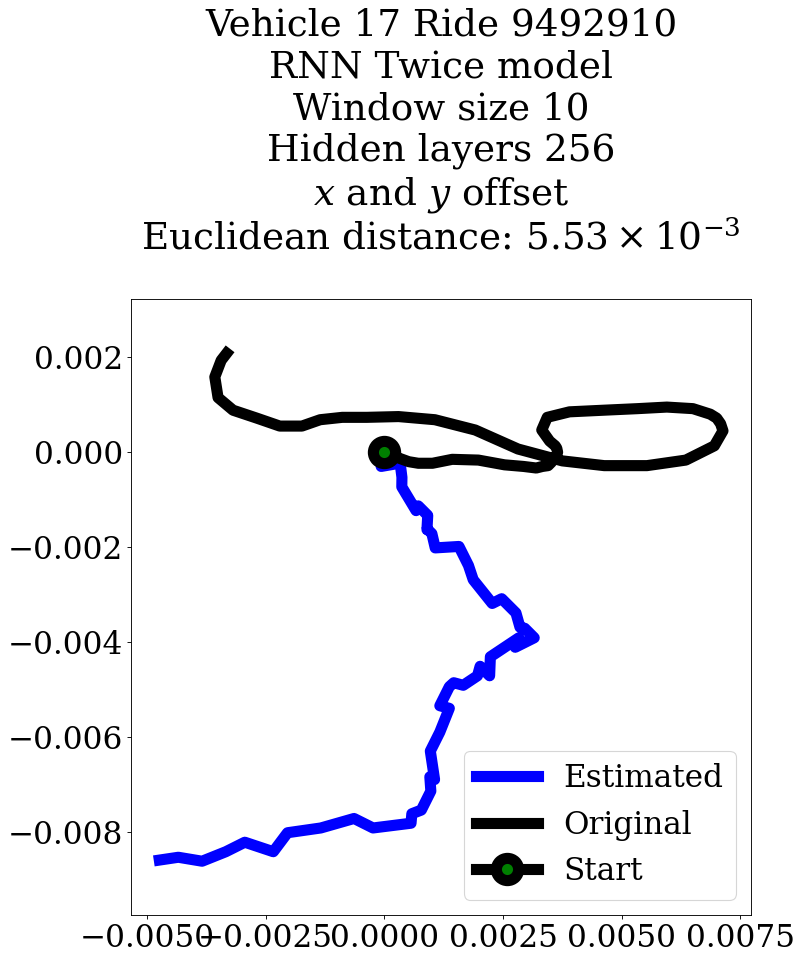 Vehicle 17 Ride 9492910
RNN Twice model
Window size 10
Hidden layers 256
x and y offset
Euclidean distance: 5.53 × 10⁻³
0.002
0.000
−0.002
−0.004
−0.006
−0.008
Estimated
Original
Start
−0.0050 −0.0025 0.0000 0.0025 0.0050 0.0075